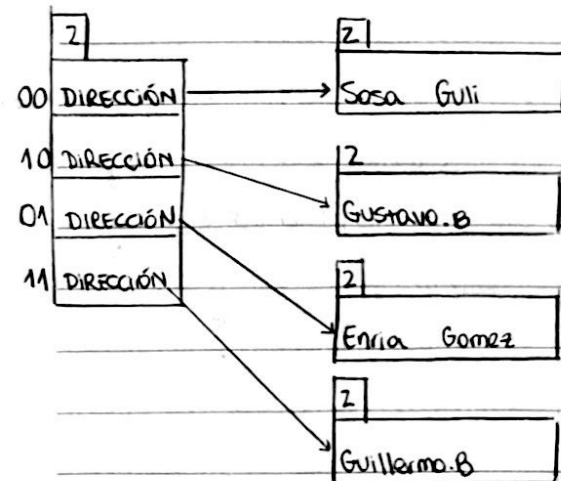 2
00 DIRECCIÓN
10 DIRECCIÓN
01 DIRECCIÓN
11 DIRECCIÓN
2
Sosa Guli
2
Gustavo.B
2
Enria Gomez
2
Guillermo.B